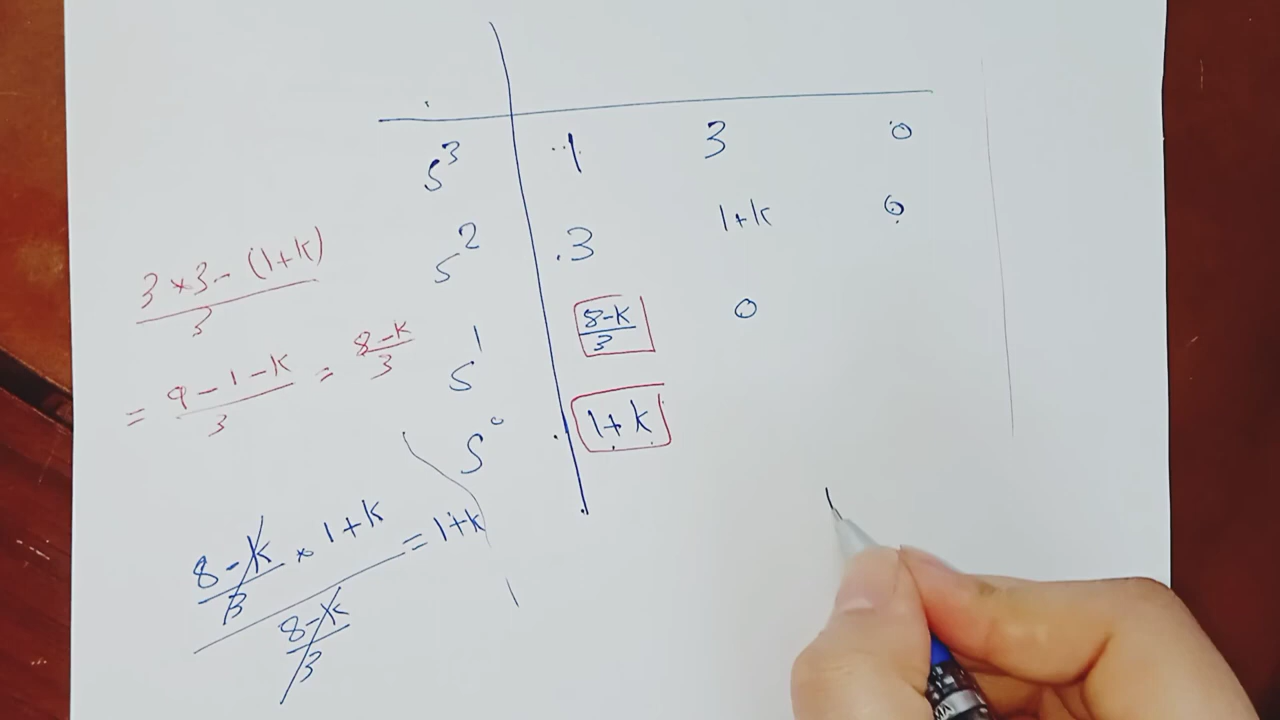 s³ 1 3 0
s² 3 1+k 0
s¹ 8-k/3 0
s⁰ 1+k
3×3-(1+k)/3
= 9-1-k/3 = 8-k/3
8-k/3 × 1+k / 8-k/3 = 1+k